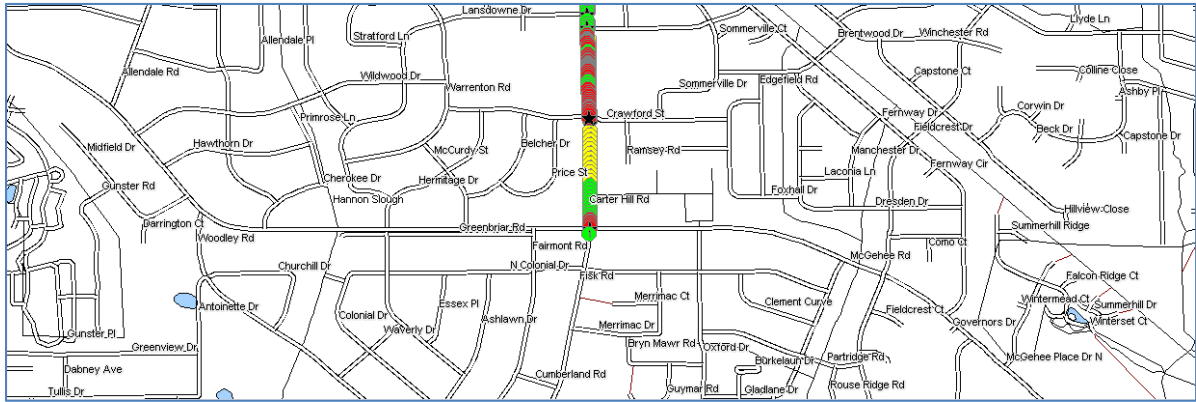 Lansdowne Dr
Llyde Ln
Sommerville Ct
Brentwood Dr
Winchester Rd
Stratford Ln
Allendale Pl
Allendale Rd
Wildwood Dr
Capstone Ct
Colline Close
Warrenton Rd
Sommerville Dr
Edgefield Rd
Ashby Pl
Corwin Dr
Primrose Ln
Crawford St
Fernway Dr
Fieldcrest Dr
Beck Dr
Capstone Dr
Midfield Dr
Hawthorn Dr
McCurdy St
Belcher Dr
Ramsey Rd
Manchester Dr
Fernway Cir
Price St
Laconia Ln
Cherokee Dr
Hermitage Dr
Gunster Rd
Hannon Slough
Carter Hill Rd
Foxhall Dr
Dresden Dr
Hillview Close
Darrington Ct
Greenbriar Rd
Summerhill Ridge
Woodley Rd
Fairmont Rd
Como Ct
McGehee Rd
Churchill Dr
N Colonial Dr
Fisk Rd
Falcon Ridge Ct
Antoinette Dr
Essex Pl
Merrimac Ct
Clement Curve
Wintermead Ct
Summerhill Dr
Colonial Dr
Ashlawn Dr
Fieldcrest Ct
Governors Dr
Winterset Ct
Gunster Pl
Waverly Dr
Merrimac Dr
Greenview Dr
Bryn Mawr Rd
Oxford Dr
Burkelaun Dr
Partridge Rd
McGehee Place Dr N
Dabney Ave
Cumberland Rd
Tullis Dr
Guymar Rd
Gladlane Dr
Rouse Ridge Rd